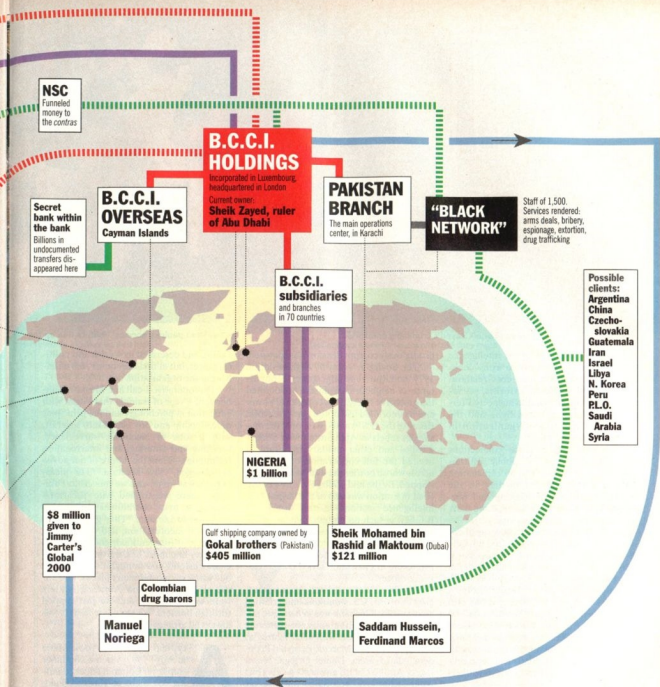 NSC
Funneled
money to
the contras
B.C.C.I.
HOLDINGS
Incorporated in Luxembourg,
headquartered in London
Current owner:
Sheik Zayed, ruler
of Abu Dhabi
Secret
bank within
the bank
Billions in
undocumented
transfers dis-
appeared here
B.C.C.I.
OVERSEAS
Cayman Islands
PAKISTAN
BRANCH
The main operations
center, in Karachi
"BLACK
NETWORK"
Staff of 1,500.
Services rendered:
arms deals, bribery,
espionage, extortion,
drug trafficking
B.C.C.I.
subsidiaries
and branches
in 70 countries
Possible
clients:
Argentina
China
Czecho-
slovakia
Guatemala
Iran
Israel
Libya
N. Korea
Peru
P.L.O.
Saudi
Arabia
Syria
NIGERIA
$1 billion
$8 million
given to
Jimmy
Carter's
Global
2000
Gulf shipping company owned by
Gokal brothers (Pakistani)
$405 million
Sheik Mohamed bin
Rashid al Maktoum (Dubai)
$121 million
Colombian
drug barons
Manuel
Noriega
Saddam Hussein,
Ferdinand Marcos